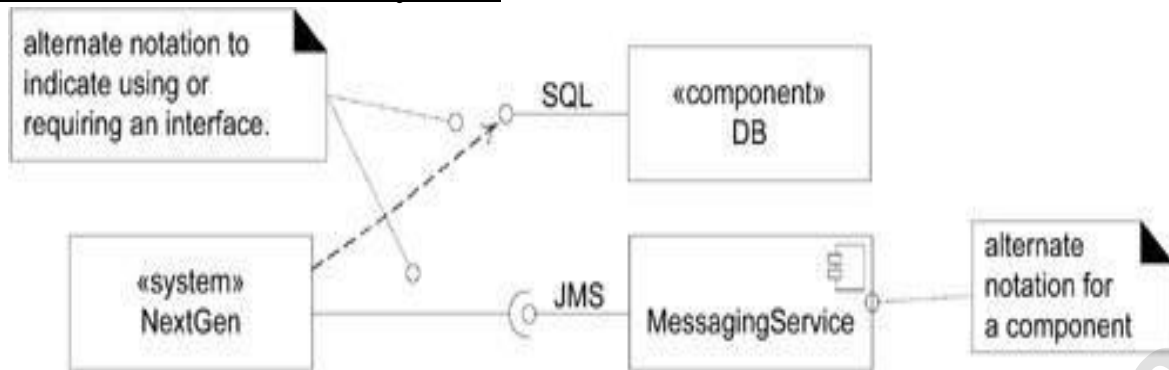 alternate notation to
indicate using or
requiring an interface.
SQL
«component»
DB
«system»
NextGen
JMS
MessagingService
alternate
notation for
a component